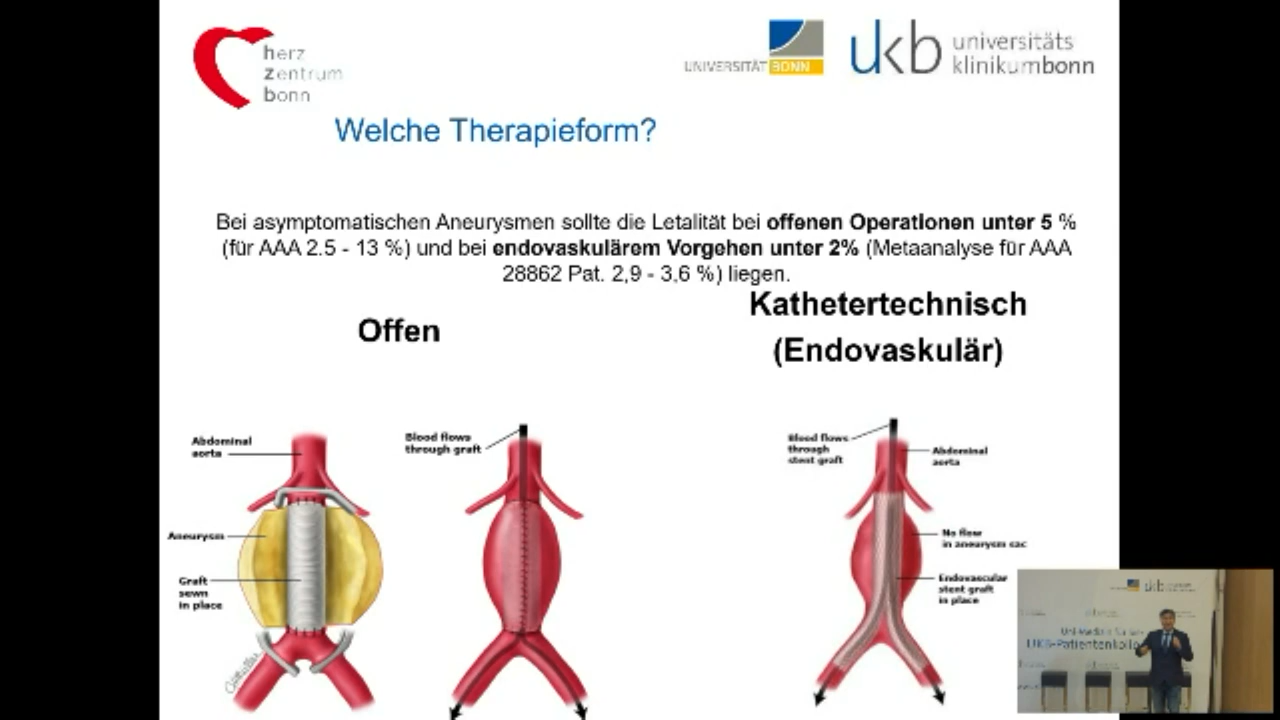 herz
zentrum
bonn
UNIVERSITÄT BONN
ukb universitäts
klinikumbonn
Welche Therapieform?
Bei asymptomatischen Aneurysmen sollte die Letalität bei offenen Operationen unter 5 %
(für AAA 2.5 - 13 %) und bei endovaskulärem Vorgehen unter 2% (Metaanalyse für AAA
28862 Pat. 2,9 - 3,6 %) liegen.
Offen
Kathetertechnisch
(Endovaskulär)
Abdominal
aorta
Aneurysm
Graft
sewn
in place
Blood flows
through graft
Blood flows
through
stent graft
Abdominal
aorta
No flow
in aneurysm sac
Endovascular
stent graft
in place
ukb